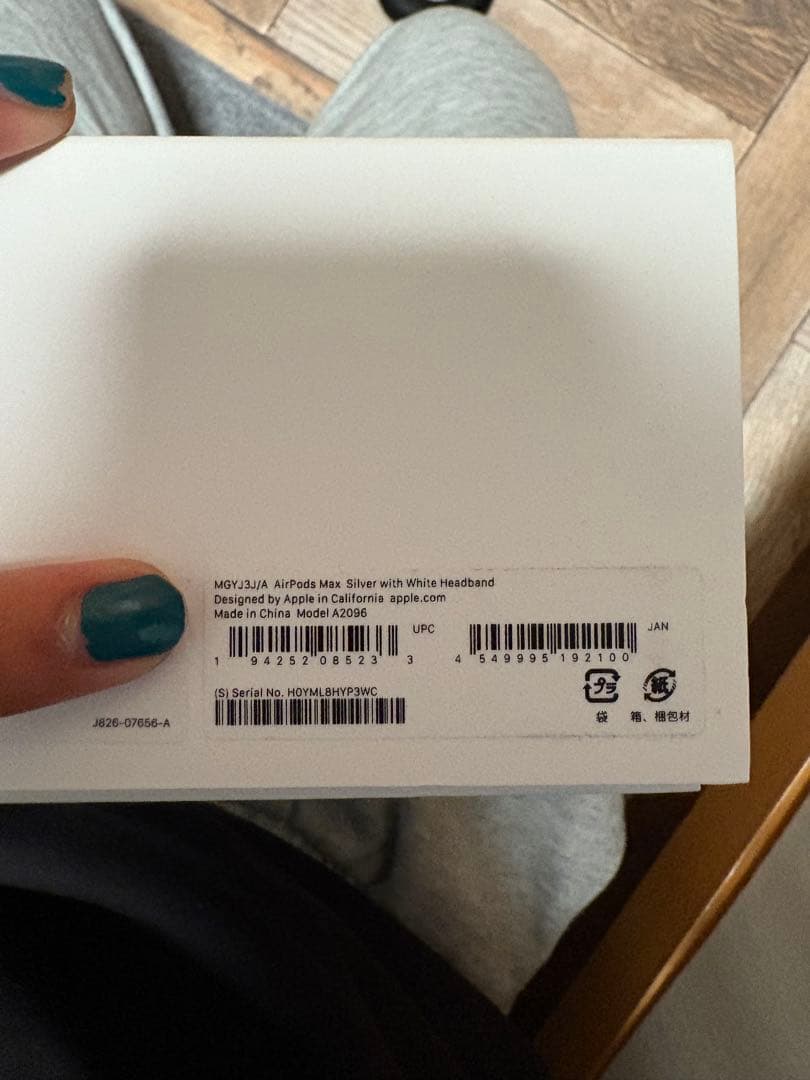 MGYJ3J/A AirPods Max Silver with White Headband
Designed by Apple in California apple.com
Made in China Model A2096
UPC
1 94252 08523 3
JAN
4 549995 192100
(S) Serial No. H0YML8HYP3WC
プラ
紙
袋
箱、梱包材
J826-07656-A